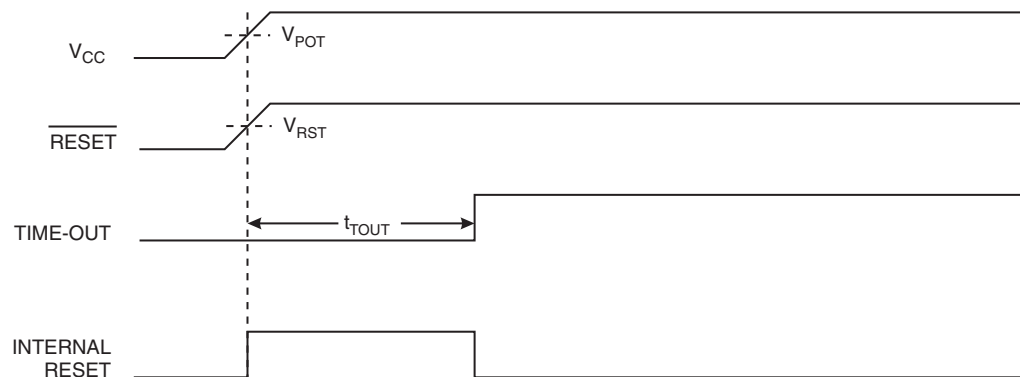 V_CC
V_POT
RESET
V_RST
TIME-OUT
t_TOUT
INTERNAL
RESET